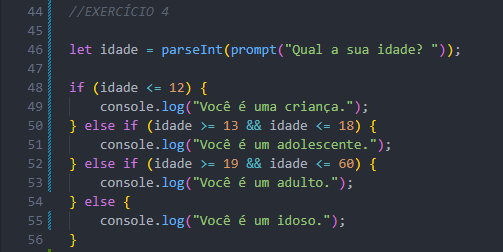 44 //EXERCÍCIO 4
45
46 let idade = parseInt(prompt("Qual a sua idade? "));
47
48 if (idade <= 12) {
49     console.log("Você é uma criança.");
50 } else if (idade >= 13 && idade <= 18) {
51     console.log("Você é um adolescente.");
52 } else if (idade >= 19 && idade <= 60) {
53     console.log("Você é um adulto.");
54 } else {
55     console.log("Você é um idoso.");
56 }